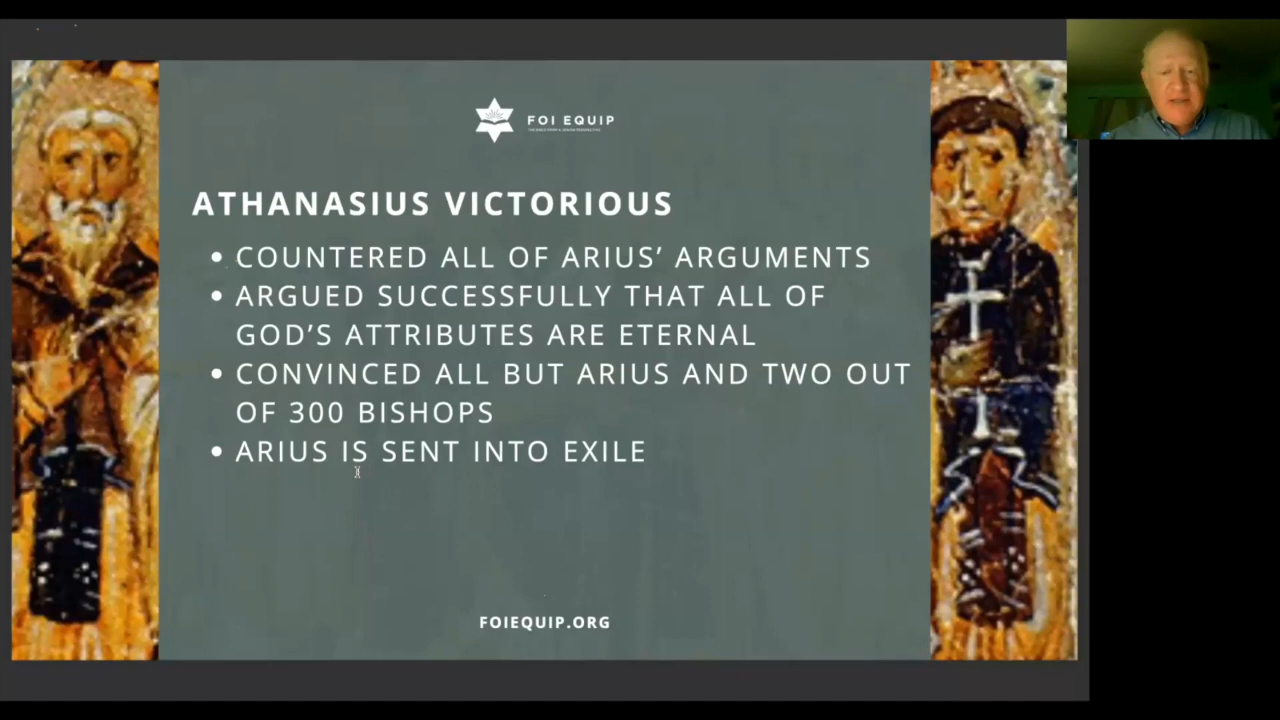 FOI EQUIP
ATHANASIUS VICTORIOUS
• COUNTERED ALL OF ARIUS’ ARGUMENTS
• ARGUED SUCCESSFULLY THAT ALL OF
GOD’S ATTRIBUTES ARE ETERNAL
• CONVINCED ALL BUT ARIUS AND TWO OUT
OF 300 BISHOPS
• ARIUS IS SENT INTO EXILE
FOIEQUIP.ORG